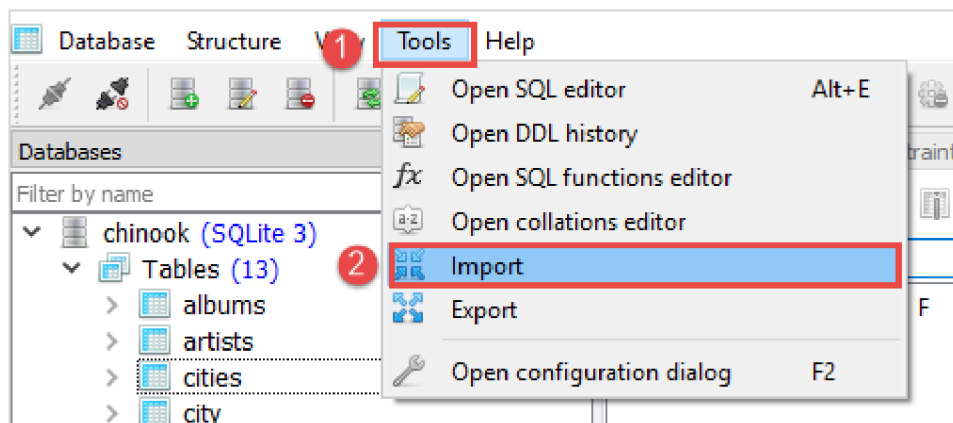 Database Structure 1 Tools Help
Open SQL editor Alt+E
Open DDL history
Databases
Filter by name
fx Open SQL functions editor
a·z Open collations editor
chinook (SQLite 3)
2 Import
Tables (13)
albums
Export
F
artists
cities
Open configuration dialog F2
city